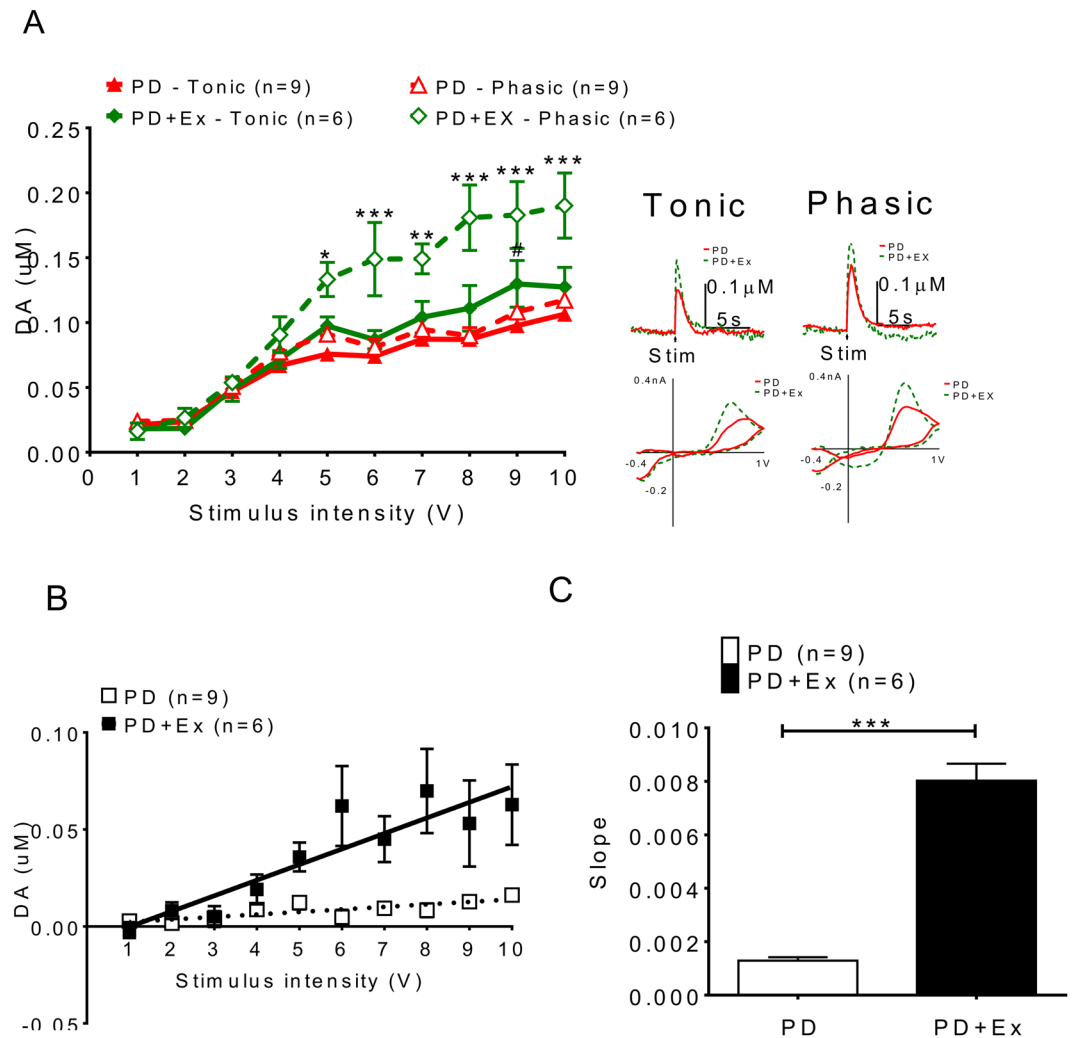 A
PD - Tonic (n=9)
PD - Phasic (n=9)
PD+Ex - Tonic (n=6)
PD+EX - Phasic (n=6)
0.25
0.20
0.15
0.10
0.05
0.00
DA (uM)
* *** ** *** *** ***
#
0 1 2 3 4 5 6 7 8 9 10
Stimulus intensity (V)
Tonic
PD
PD+Ex
0.1μM
5s
Stim
0.4nA
PD
PD+Ex
-0.4
1V
-0.2
Phasic
PD
PD+EX
0.1μM
5s
Stim
0.4nA
PD
PD+EX
-0.4
1V
-0.2
B
PD (n=9)
PD+Ex (n=6)
0.10
0.05
0.00
-0.05
DA (uM)
1 2 3 4 5 6 7 8 9 10
Stimulus intensity (V)
C
PD (n=9)
PD+Ex (n=6)
0.010
0.008
0.006
0.004
0.002
0.000
Slope
***
PD PD+Ex